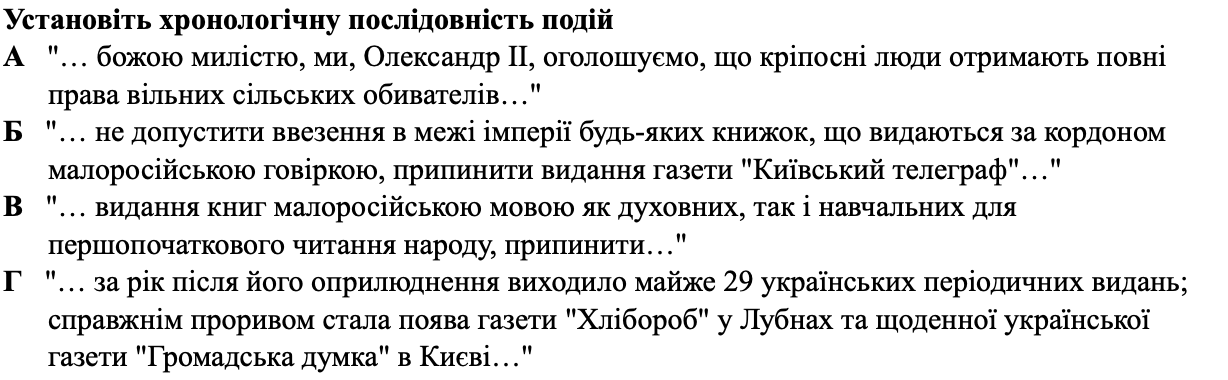 Установіть хронологічну послідовність подій
А "… божою милістю, ми, Олександр II, оголошуємо, що кріпосні люди отримають повні
права вільних сільських обивателів…"
Б "… не допустити ввезення в межі імперії будь-яких книжок, що видаються за кордоном
малоросійською говіркою, припинити видання газети "Київський телеграф"…"
В "… видання книг малоросійською мовою як духовних, так і навчальних для
першопочаткового читання народу, припинити…"
Г "… за рік після його оприлюднення виходило майже 29 українських періодичних видань;
справжнім проривом стала поява газети "Хлібороб" у Лубнах та щоденної української
газети "Громадська думка" в Києві…"